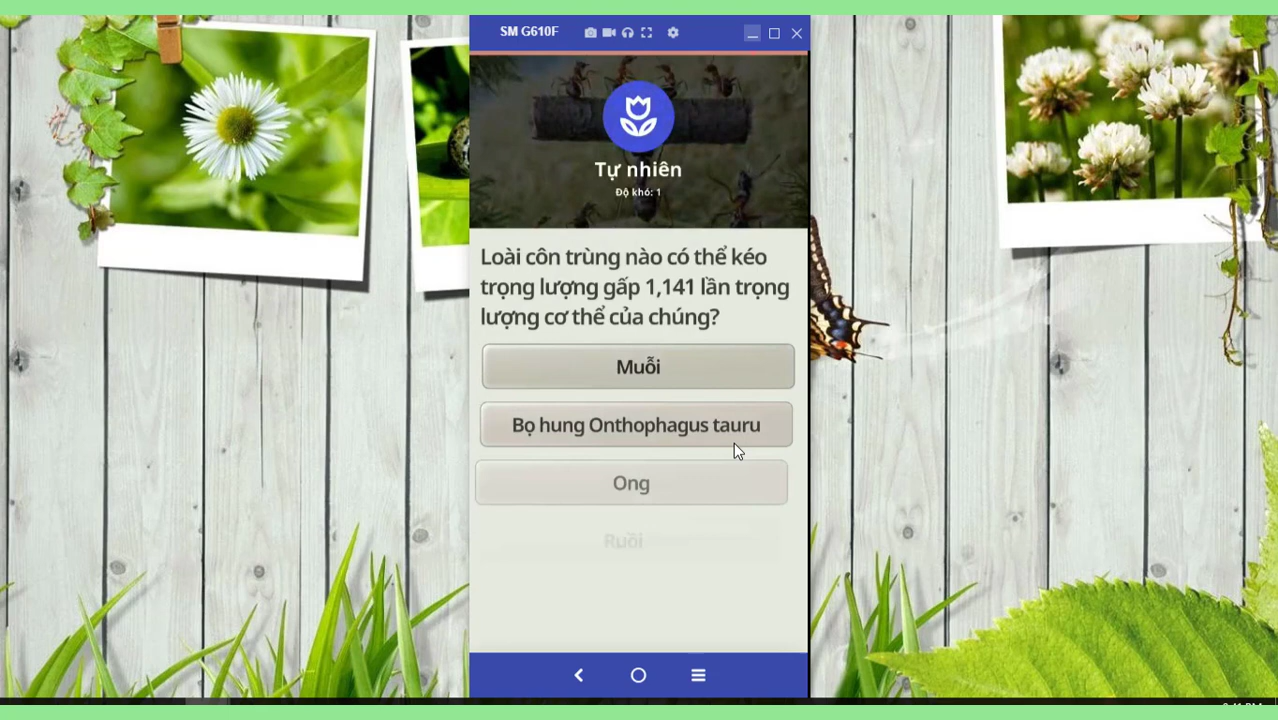 SM G610F
Tự nhiên
Độ khó: 1
Loài côn trùng nào có thể kéo
trọng lượng gấp 1,141 lần trọng
lượng cơ thể của chúng?
Muỗi
Bọ hung Onthophagus tauru
Ong
Ruồi